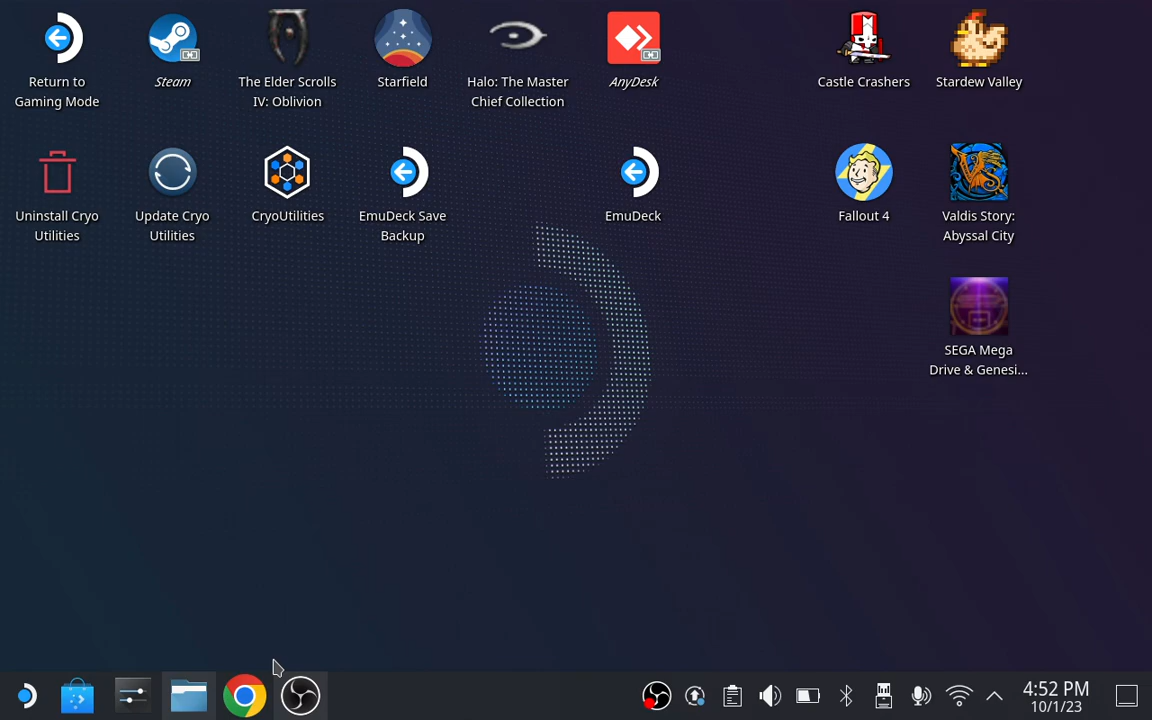 Return to
Gaming Mode
Steam
The Elder Scrolls
IV: Oblivion
Starfield
Halo: The Master
Chief Collection
AnyDesk
Castle Crashers
Stardew Valley
Uninstall Cryo
Utilities
Update Cryo
Utilities
CryoUtilities
EmuDeck Save
Backup
EmuDeck
Fallout 4
Valdis Story:
Abyssal City
SEGA Mega
Drive & Genesi...
4:52 PM
10/1/23